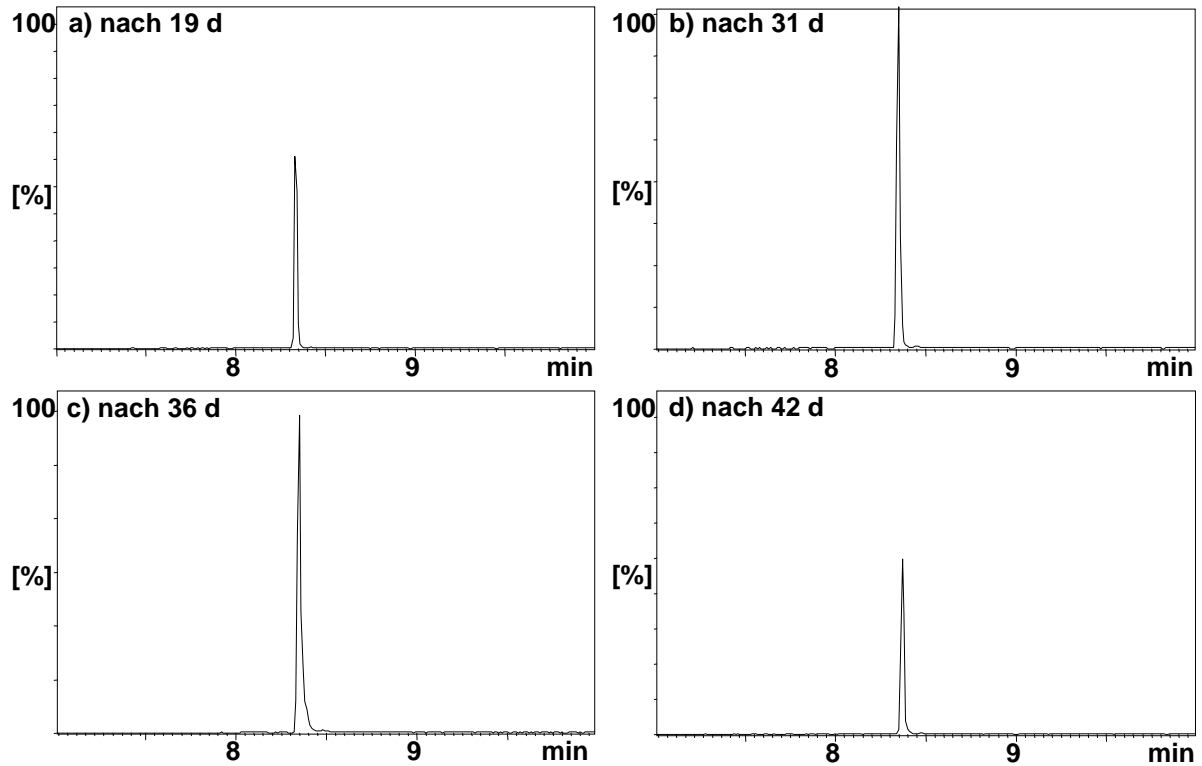 100 a) nach 19 d
[%]
8 9 min
100 b) nach 31 d
[%]
8 9 min
100 c) nach 36 d
[%]
8 9 min
100 d) nach 42 d
[%]
8 9 min